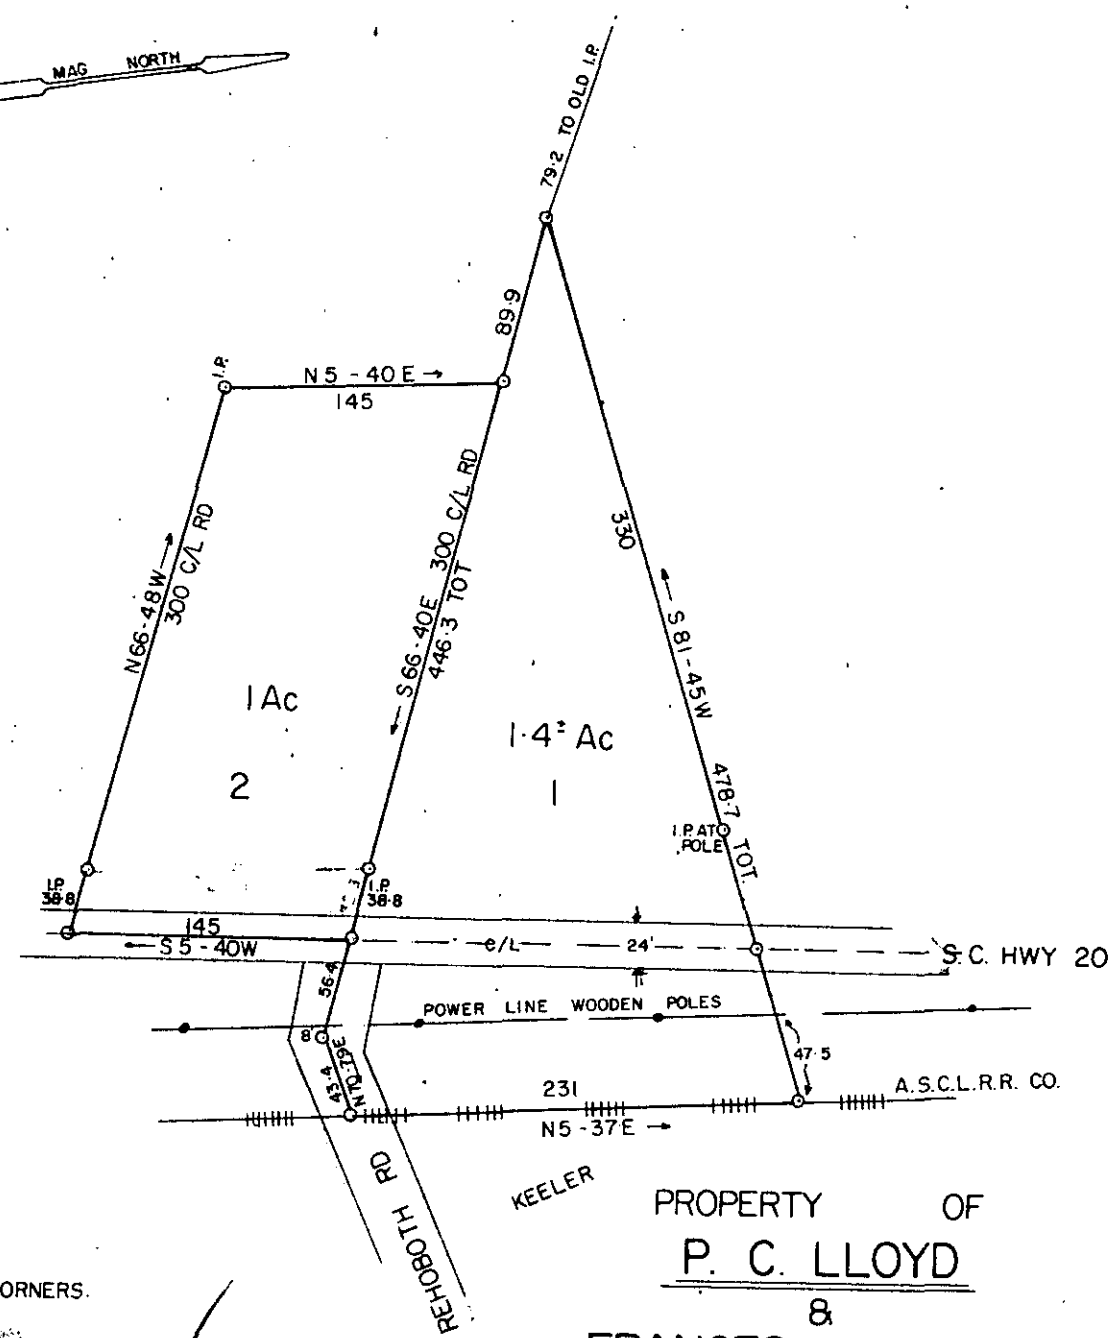 MAG NORTH
79.2 TO OLD I.P.
89.9
I.P.
N 5 - 40 E →
145
N66-48W →
300 C/L RD
← S 66-40E 300 C/L RD
446.3 TOT
330
← S 81-45W
478.7 TOT.
1 Ac
2
1.4± Ac
1
I.P. AT
POLE
I.P.
38.8
I.P.
38.8
145
← S 5-40W
C/L
24'
S.C. HWY 20
56.4
POWER LINE WOODEN POLES
8'
43.4
47.5
231
A.S.C.L.R.R. CO.
N5-37E →
REHOBOTH RD
KEELER
PROPERTY OF
P. C. LLOYD
&
ORNERS.